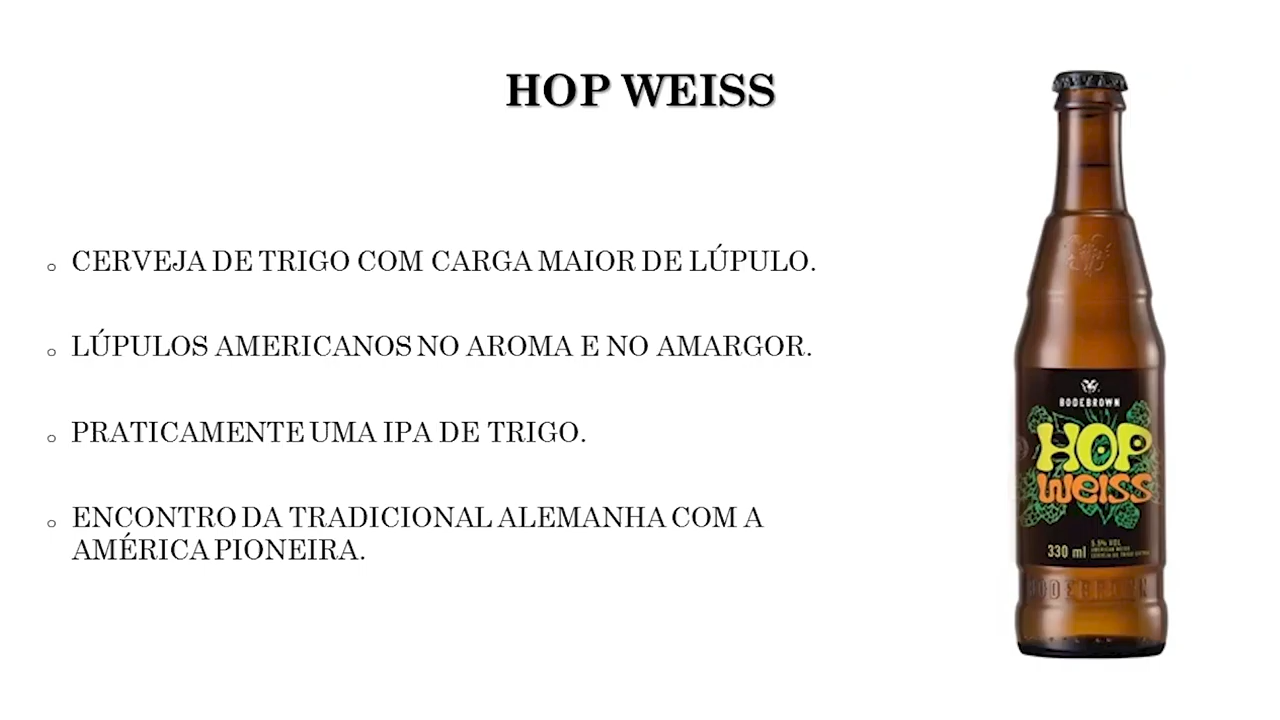 HOP WEISS
CERVEJA DE TRIGO COM CARGA MAIOR DE LÚPULO.
LÚPULOS AMERICANOS NO AROMA E NO AMARGOR.
PRATICAMENTE UMA IPA DE TRIGO.
ENCONTRO DA TRADICIONAL ALEMANHA COM A
AMÉRICA PIONEIRA.
BODEBROWN
HOP
WEISS
330 ml
BODEBROWN